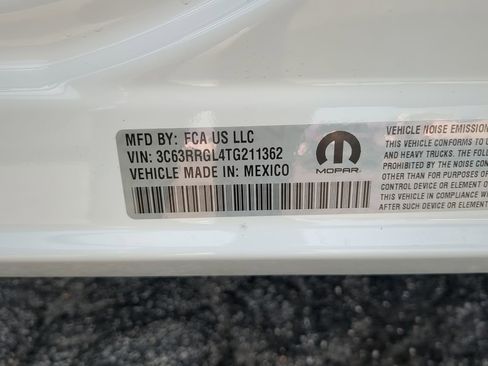 MFD BY: FCA US LLC
VIN: 3C63RRGL4TG211362
VEHICLE MADE IN: MEXICO
MOPAR
VEHICLE NOISE EMISSION
THIS VEHICLE CONFORMS TO
AND HEAVY TRUCKS. THE
PROHIBITED BY THE NOISE CON
OTHER THAN FOR PURPOSES OF
CONTROL DEVICE OR ELEMENT O
THIS VEHICLE IN COMPLIANCE W
AFTER SUCH DEVICE OR ELEMENT